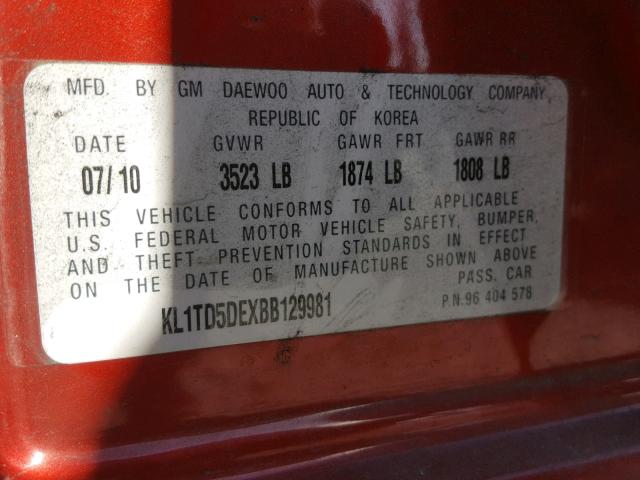 MFD. BY GM DAEWOO AUTO & TECHNOLOGY COMPANY
REPUBLIC OF KOREA
DATE GVWR GAWR FRT GAWR RR
07/10 3523 LB 1874 LB 1808 LB
THIS VEHICLE CONFORMS TO ALL APPLICABLE
U.S. FEDERAL MOTOR VEHICLE SAFETY, BUMPER,
AND THEFT PREVENTION STANDARDS IN EFFECT
ON THE DATE OF MANUFACTURE SHOWN ABOVE
PASS. CAR
KL1TD5DEXBB129981 P.N.96 404 578